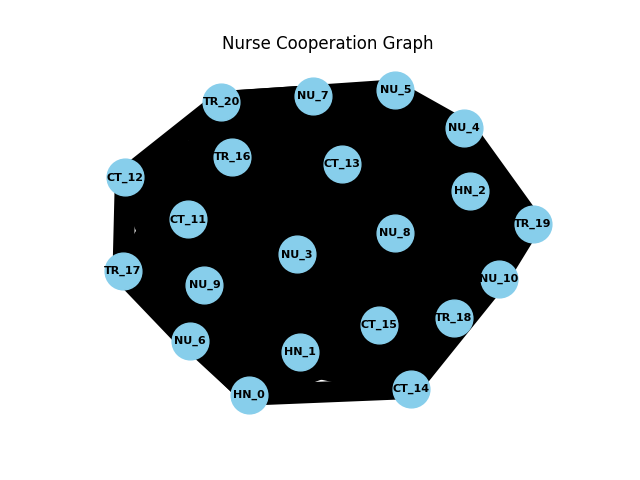 Nurse Cooperation Graph
NU_5
NU_7
TR_20
NU_4
TR_16
CT_13
CT_12
HN_2
CT_11
TR_19
NU_8
NU_3
TR_17
NU_10
NU_9
TR_18
CT_15
NU_6
HN_1
CT_14
HN_0